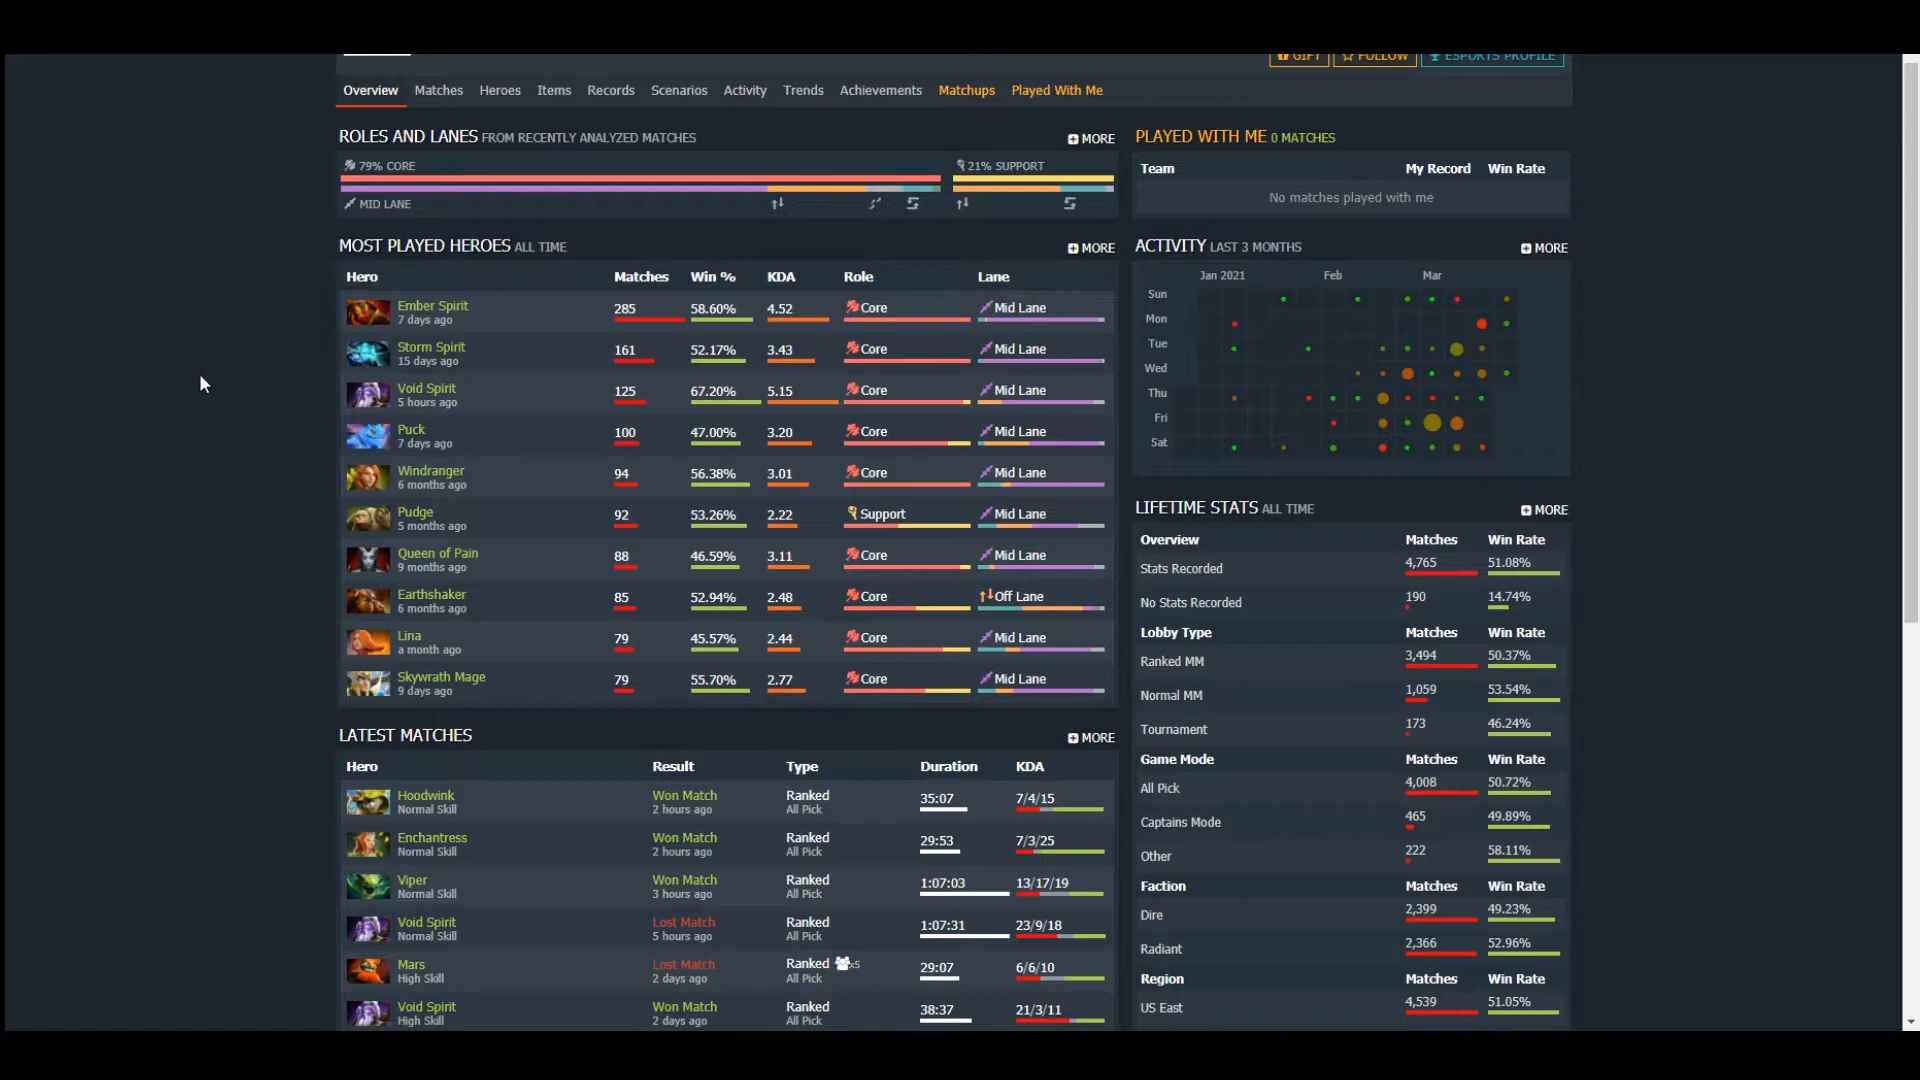 GIFT FOLLOW ESPORTS PROFILE
Overview Matches Heroes Items Records Scenarios Activity Trends Achievements Matchups Played With Me
ROLES AND LANES FROM RECENTLY ANALYZED MATCHES MORE
79% CORE 21% SUPPORT
MID LANE
MOST PLAYED HEROES ALL TIME MORE
Hero Matches Win % KDA Role Lane
Ember Spirit 285 58.60% 4.52 Core Mid Lane
7 days ago
Storm Spirit 161 52.17% 3.43 Core Mid Lane
15 days ago
Void Spirit 125 67.20% 5.15 Core Mid Lane
5 hours ago
Puck 100 47.00% 3.20 Core Mid Lane
7 days ago
Windranger 94 56.38% 3.01 Core Mid Lane
6 months ago
Pudge 92 53.26% 2.22 Support Mid Lane
5 months ago
Queen of Pain 88 46.59% 3.11 Core Mid Lane
9 months ago
Earthshaker 85 52.94% 2.48 Core Off Lane
6 months ago
Lina 79 45.57% 2.44 Core Mid Lane
a month ago
Skywrath Mage 79 55.70% 2.77 Core Mid Lane
9 days ago
LATEST MATCHES MORE
Hero Result Type Duration KDA
Hoodwink Won Match Ranked 35:07 7/4/15
Normal Skill 2 hours ago All Pick
Enchantress Won Match Ranked 29:53 7/3/25
Normal Skill 2 hours ago All Pick
Viper Won Match Ranked 1:07:03 13/17/19
Normal Skill 3 hours ago All Pick
Void Spirit Lost Match Ranked 1:07:31 23/9/18
Normal Skill 5 hours ago All Pick
Mars Lost Match Ranked x5 29:07 6/6/10
High Skill 2 days ago All Pick
Void Spirit Won Match Ranked 38:37 21/3/11
High Skill 2 days ago All Pick
PLAYED WITH ME 0 MATCHES
Team My Record Win Rate
No matches played with me
ACTIVITY LAST 3 MONTHS MORE
Jan 2021 Feb Mar
Sun
Mon
Tue
Wed
Thu
Fri
Sat
LIFETIME STATS ALL TIME MORE
Overview Matches Win Rate
Stats Recorded 4,765 51.08%
No Stats Recorded 190 14.74%
Lobby Type Matches Win Rate
Ranked MM 3,494 50.37%
Normal MM 1,059 53.54%
Tournament 173 46.24%
Game Mode Matches Win Rate
All Pick 4,008 50.72%
Captains Mode 465 49.89%
Other 222 58.11%
Faction Matches Win Rate
Dire 2,399 49.23%
Radiant 2,366 52.96%
Region Matches Win Rate
US East 4,539 51.05%